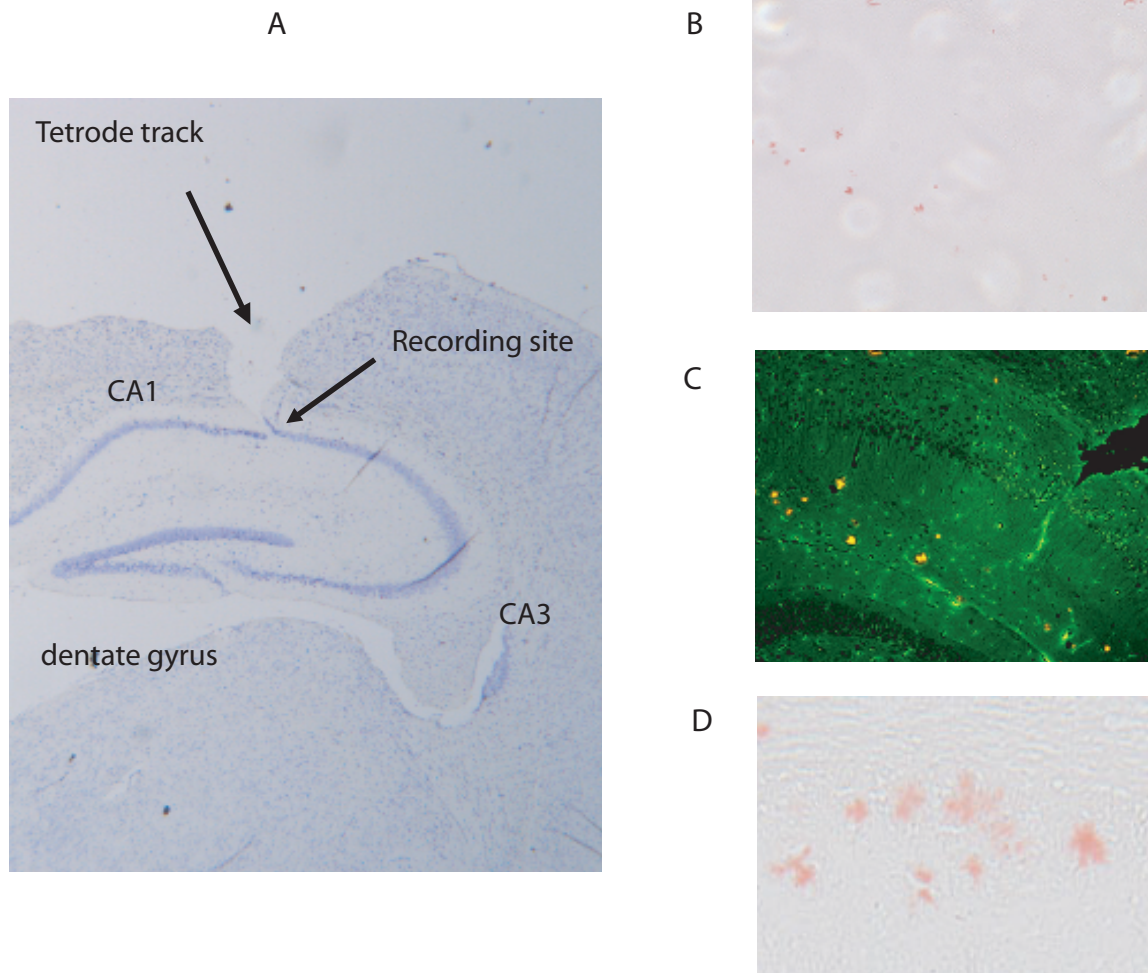 A
Tetrode track
Recording site
CA1
CA3
dentate gyrus
B
C
D